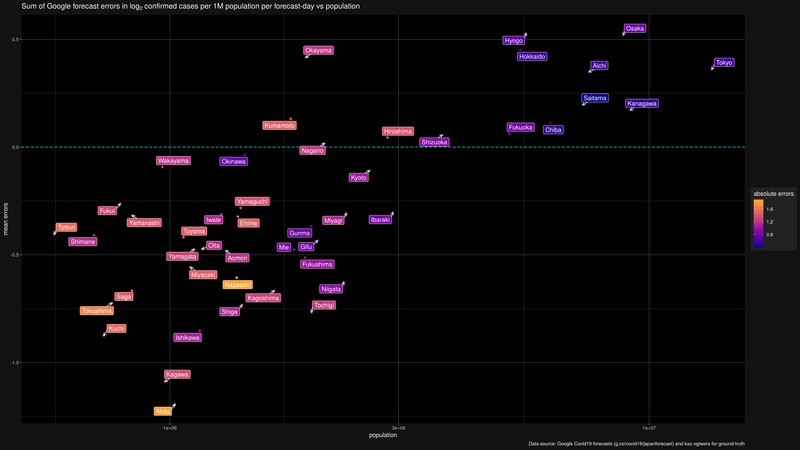 Sum of Google forecast errors in log2 confirmed cases per 1M population per forecast-day vs population
Osaka
Hyogo
Okayama
Hokkaido
Tokyo
Aichi
Saitama
Kanagawa
Kumamoto
Fukuoka
Chiba
Hiroshima
Shizuoka
Nagano
Wakayama
Okinawa
Kyoto
Yamaguchi
Fukui
Yamanashi
Iwate
Ehime
Miyagi
Ibaraki
Tottori
Toyama
Gunma
Shimane
Oita
Mie
Gifu
Yamagata
Aomori
Fukushima
Miyazaki
Nagasaki
Niigata
Saga
Kagoshima
Tokushima
Shiga
Tochigi
Kochi
Ishikawa
Kagawa
Akita
0.5
0.0
-0.5
-1.0
mean errors
1e+06
3e+06
1e+07
population
absolute errors
1.6
1.2
0.8
Data source: Google Covid19 forecasts (g.co/covid19/japanforecast) and kaz-ogiwara for ground-truth